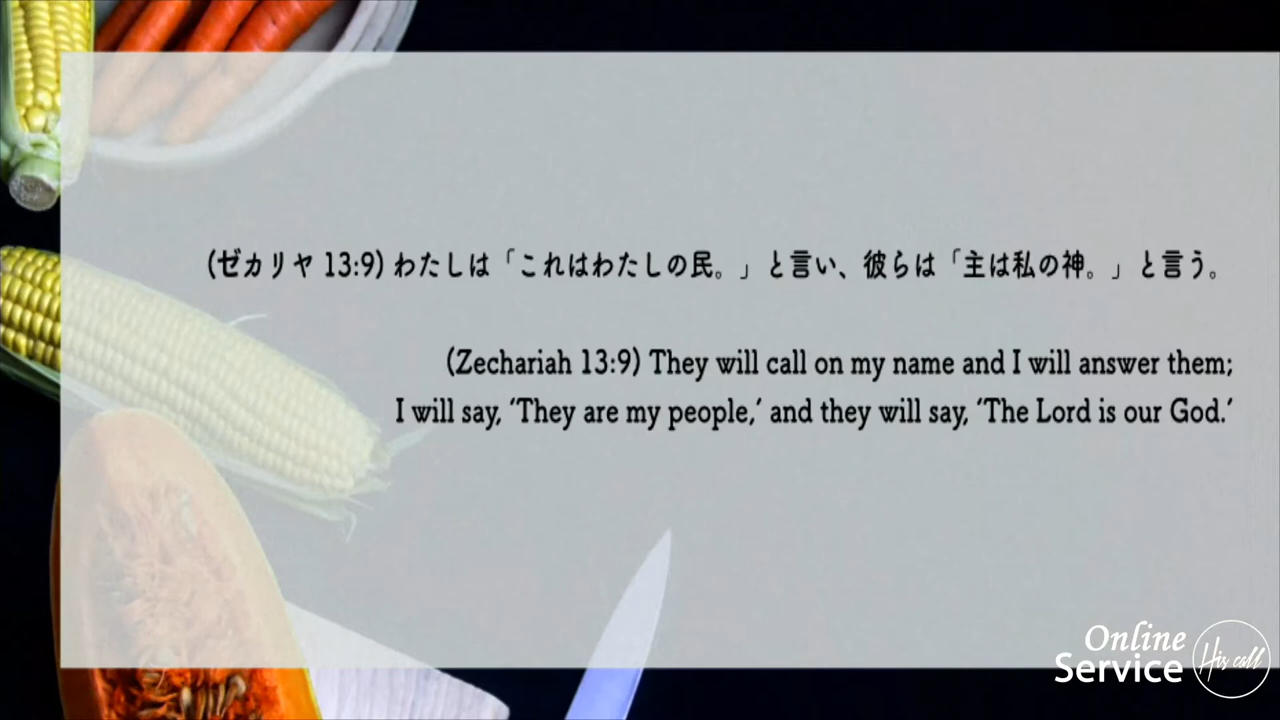 (ゼカリヤ 13:9) わたしは「これはわたしの民。」と言い、彼らは「主は私の神。」と言う。
(Zechariah 13:9) They will call on my name and I will answer them;
I will say, ‘They are my people,’ and they will say, ‘The Lord is our God.’
Online
Service
His call